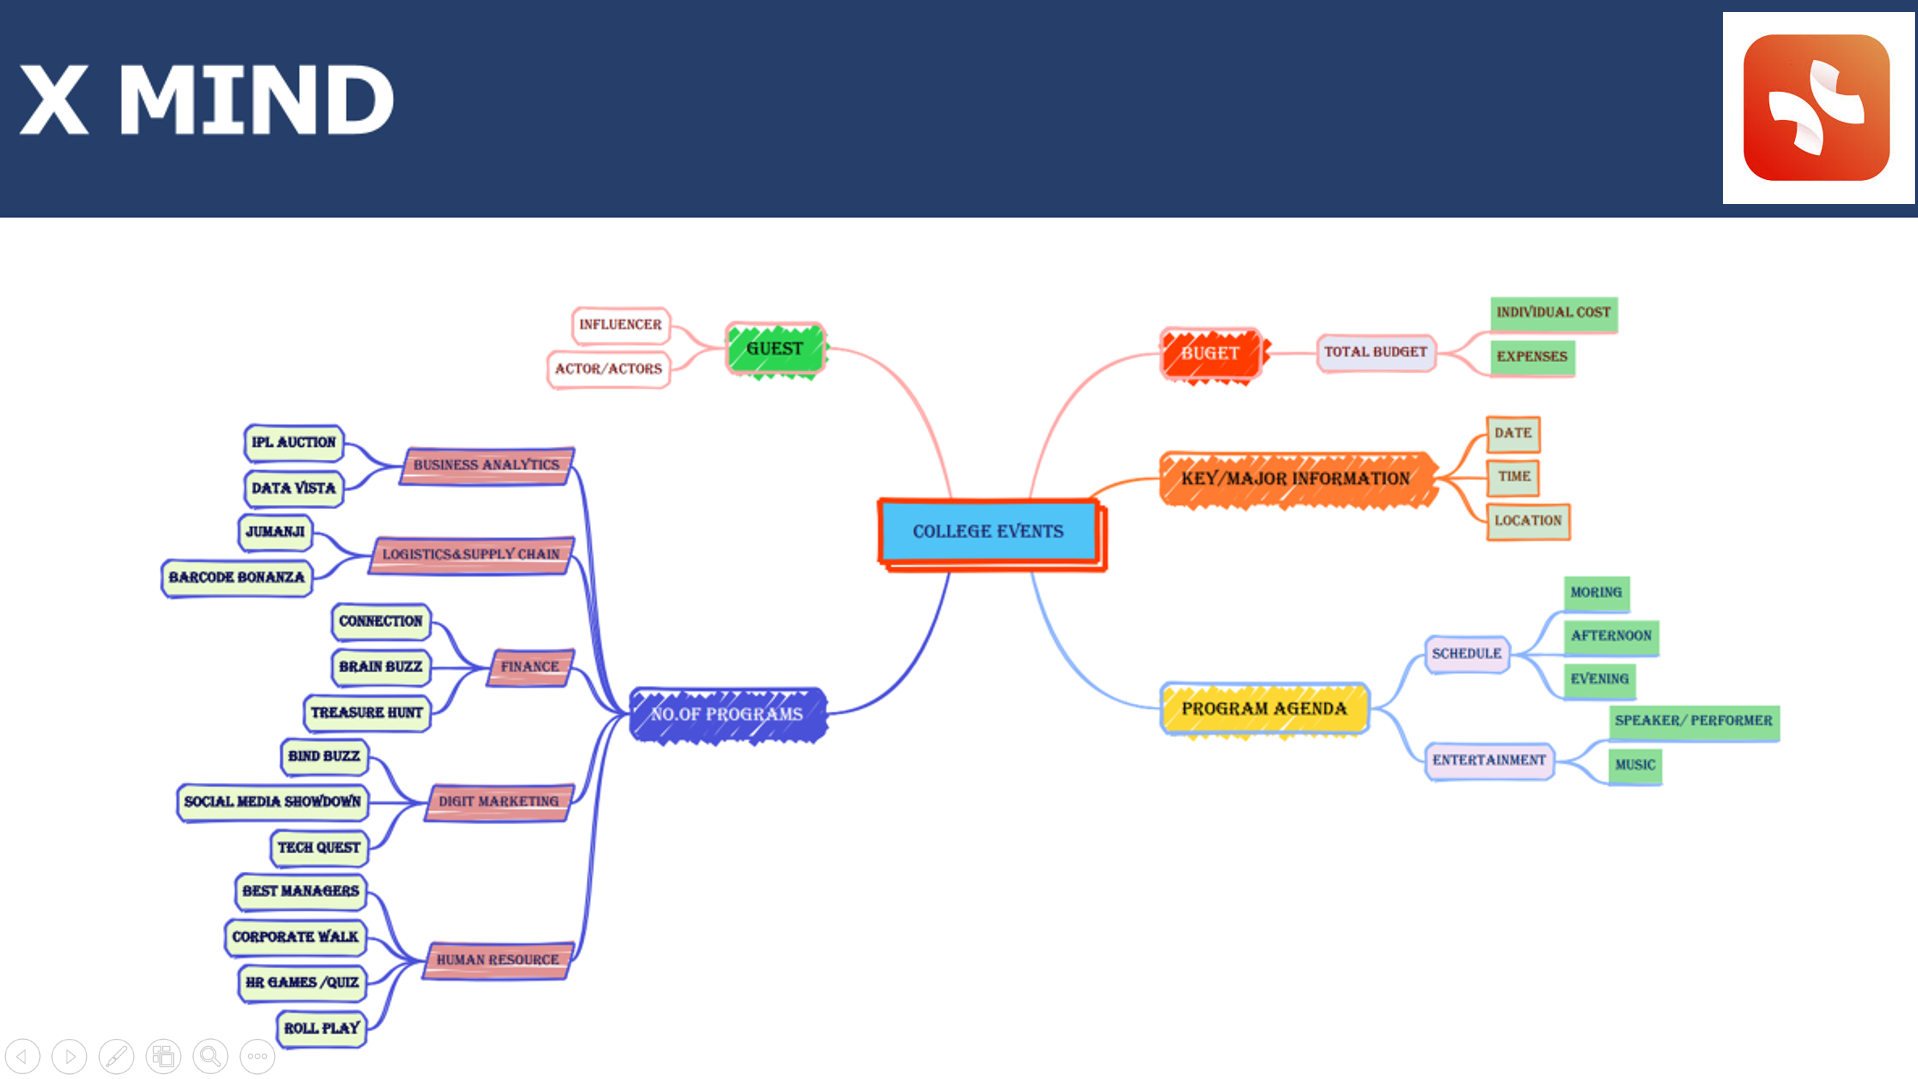 X MIND
INFLUENCER
GUEST
ACTOR/ACTORS
IPL AUCTION
BUSINESS ANALYTICS
DATA VISTA
JUMANJI
LOGISTICS&SUPPLY CHAIN
BARCODE BONANZA
CONNECTION
BRAIN BUZZ
FINANCE
TREASURE HUNT
NO.OF PROGRAMS
BIND BUZZ
SOCIAL MEDIA SHOWDOWN
DIGIT MARKETING
TECH QUEST
BEST MANAGERS
CORPORATE WALK
HUMAN RESOURCE
HR GAMES /QUIZ
ROLL PLAY
COLLEGE EVENTS
BUGET
TOTAL BUDGET
INDIVIDUAL COST
EXPENSES
KEY/MAJOR INFORMATION
DATE
TIME
LOCATION
PROGRAM AGENDA
SCHEDULE
MORING
AFTERNOON
EVENING
ENTERTAINMENT
SPEAKER/ PERFORMER
MUSIC